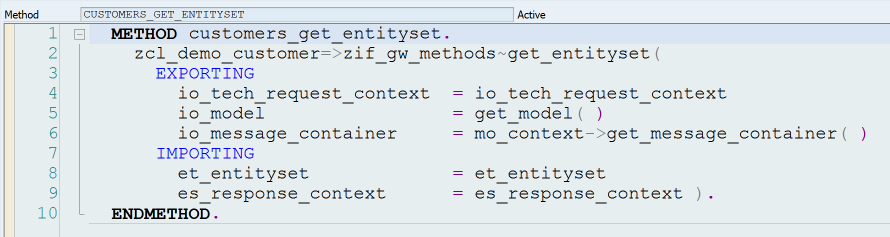 Method CUSTOMERS_GET_ENTITYSET Active
1 METHOD customers_get_entityset.
2 zcl_demo_customer=>zif_gw_methods~get_entityset(
3 EXPORTING
4 io_tech_request_context = io_tech_request_context
5 io_model = get_model( )
6 io_message_container = mo_context->get_message_container( )
7 IMPORTING
8 et_entityset = et_entityset
9 es_response_context = es_response_context ).
10 ENDMETHOD.